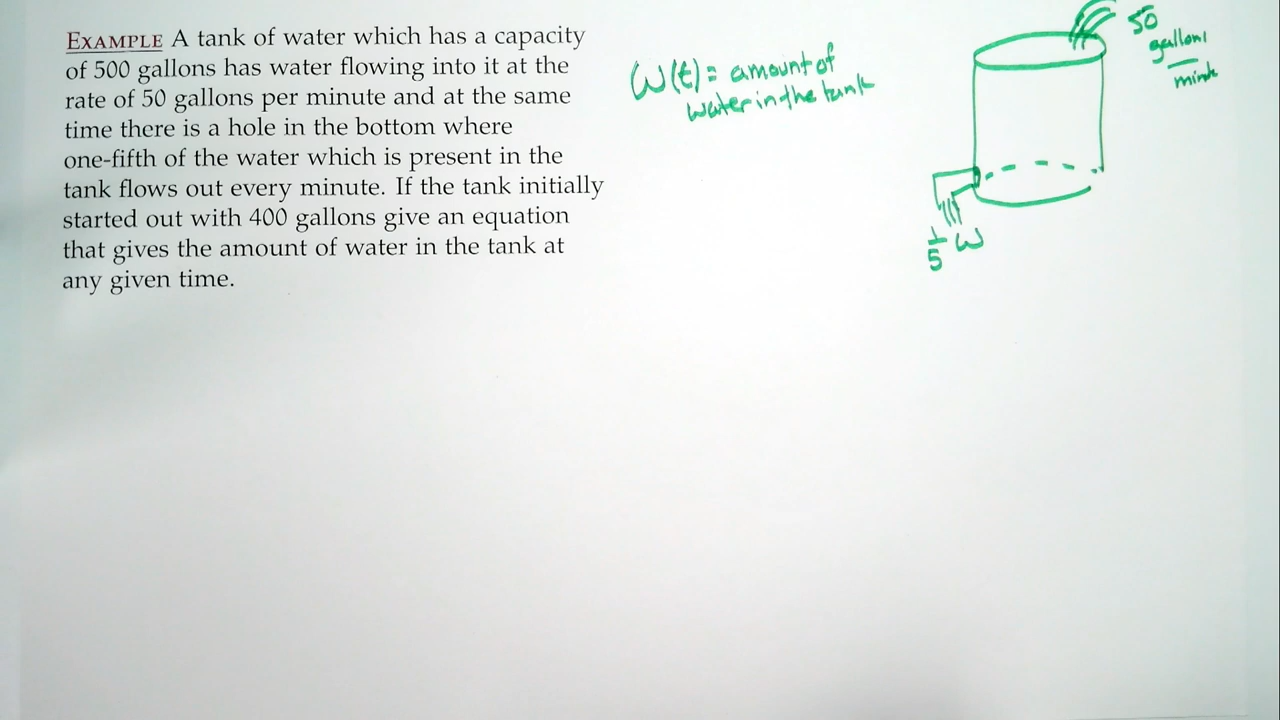 EXAMPLE A tank of water which has a capacity
of 500 gallons has water flowing into it at the
rate of 50 gallons per minute and at the same
time there is a hole in the bottom where
one-fifth of the water which is present in the
tank flows out every minute. If the tank initially
started out with 400 gallons give an equation
that gives the amount of water in the tank at
any given time.
W(t) = amount of
water in the tank
50
gallons
minute
1/5 W